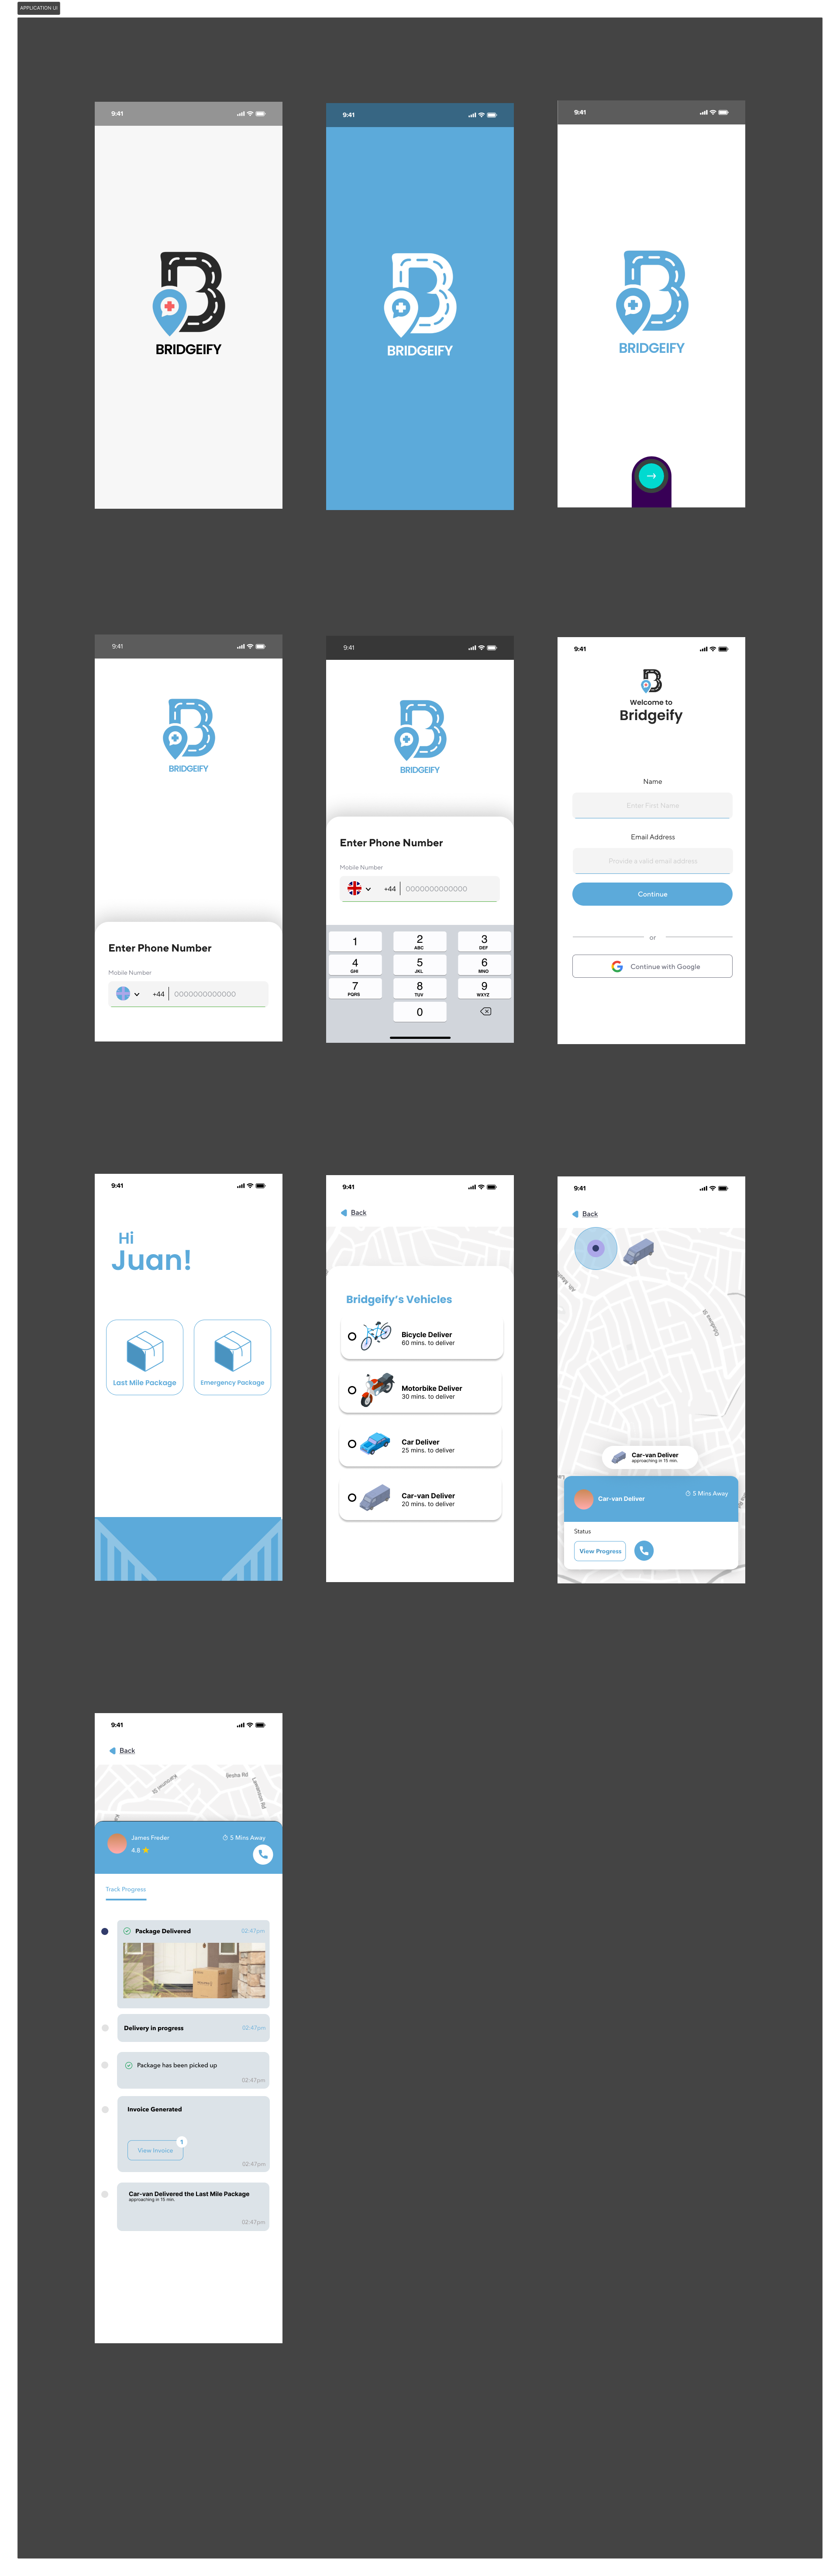 APPLICATION UI
9:41
BRIDGEIFY
9:41
BRIDGEIFY
9:41
BRIDGEIFY
9:41
BRIDGEIFY
Enter Phone Number
Mobile Number
+44 0000000000000
9:41
BRIDGEIFY
Enter Phone Number
Mobile Number
+44 0000000000000
1
2
ABC
3
DEF
4
GHI
5
JKL
6
MNO
7
PQRS
8
TUV
9
WXYZ
0
9:41
Welcome to
Bridgeify
Name
Enter First Name
Email Address
Provide a valid email address
Continue
or
Continue with Google
9:41
Hi
Juan!
Last Mile Package
Emergency Package
9:41
Back
Bridgeify's Vehicles
Bicycle Deliver
60 mins. to deliver
Motorbike Deliver
30 mins. to deliver
Car Deliver
25 mins. to deliver
Car-van Deliver
20 mins. to deliver
9:41
Back
Car-van Deliver
approaching in 15 min.
Car-van Deliver
5 Mins Away
Status
View Progress
9:41
Back
James Freder
5 Mins Away
4.8
Track Progress
Package Delivered
02:47pm
Delivery in progress
02:47pm
Package has been picked up
02:47pm
Invoice Generated
View Invoice
1
02:47pm
Car-van Delivered the Last Mile Package
approaching in 15 min.
02:47pm